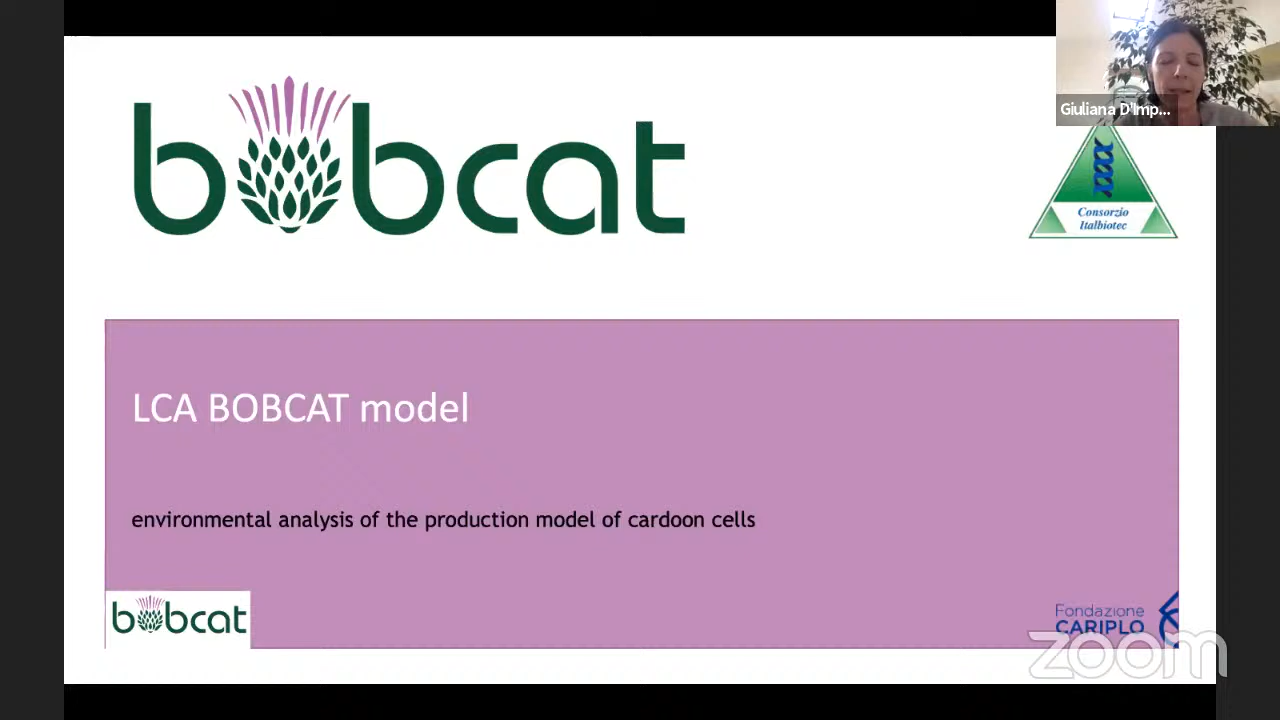 bobcat
Giuliana D'Imp...
Consorzio
Italbiotec
LCA BOBCAT model
environmental analysis of the production model of cardoon cells
bobcat
Fondazione
CARIPLO
zoom